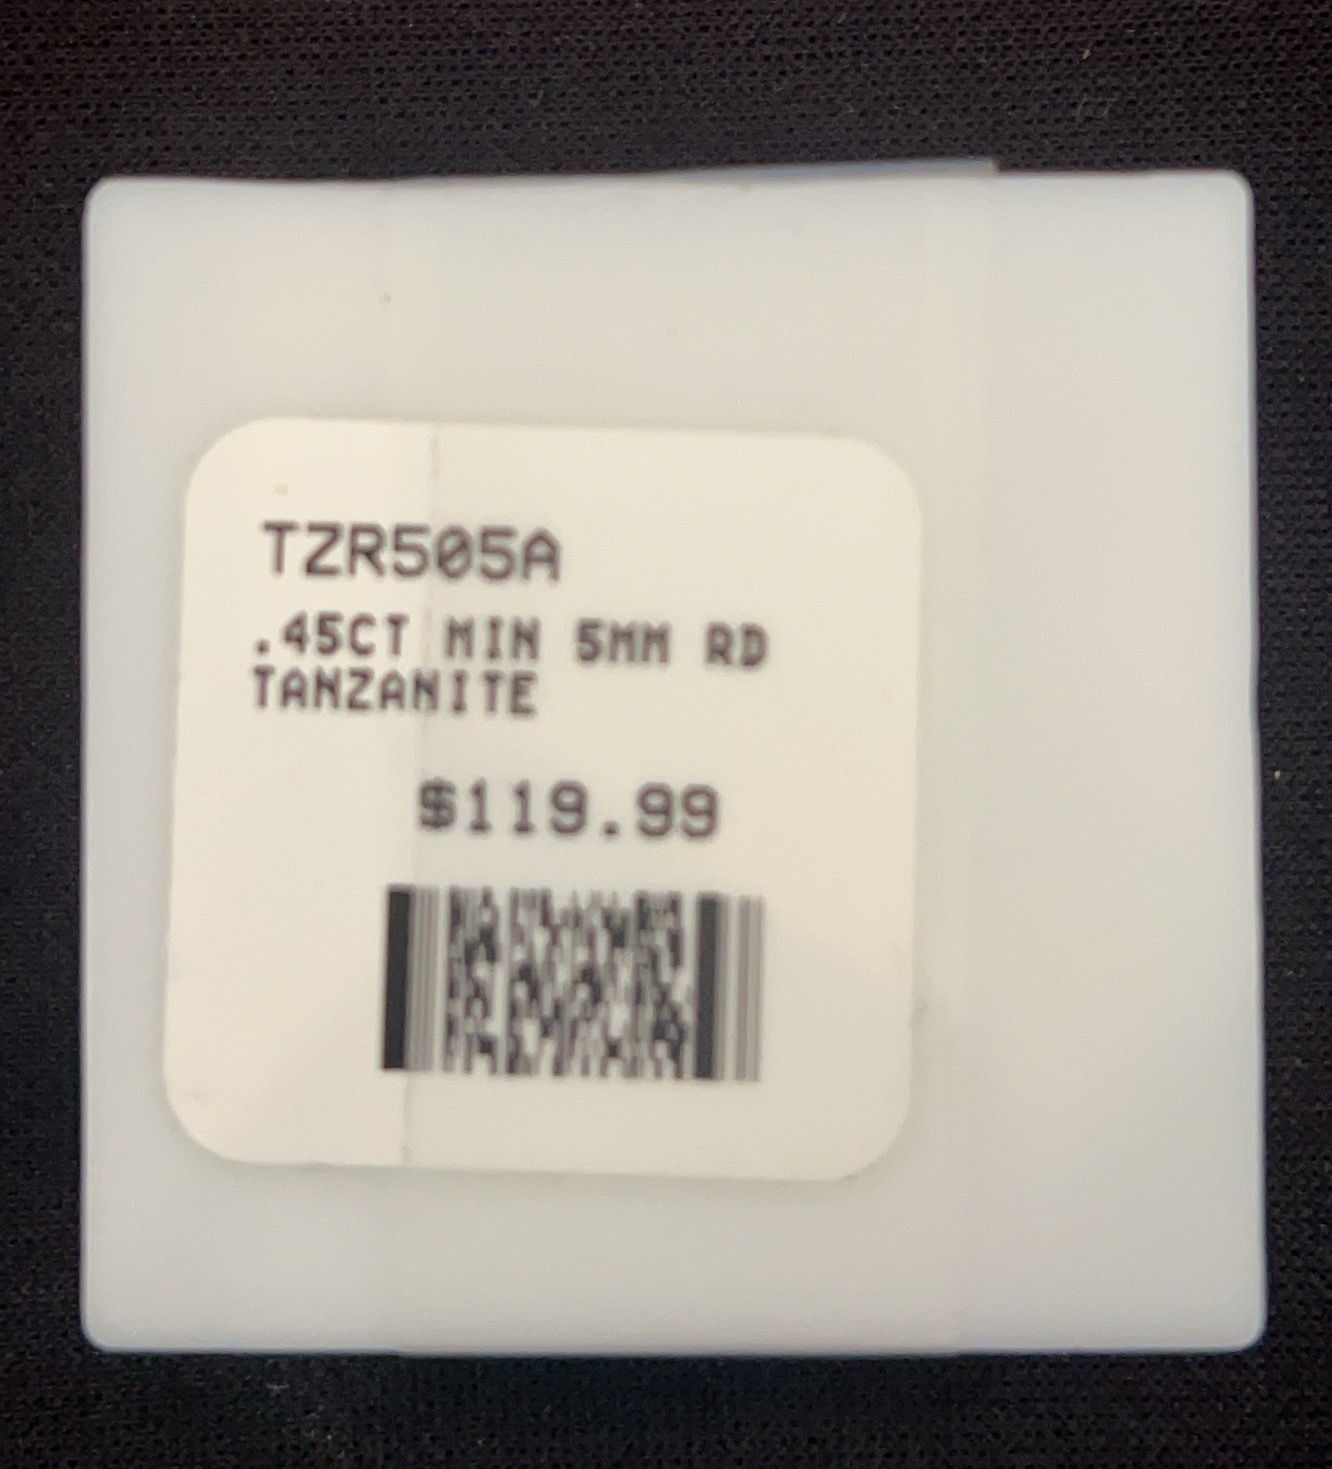 TZR505A
.45CT MIN 5MM RD
TANZANITE
$119.99